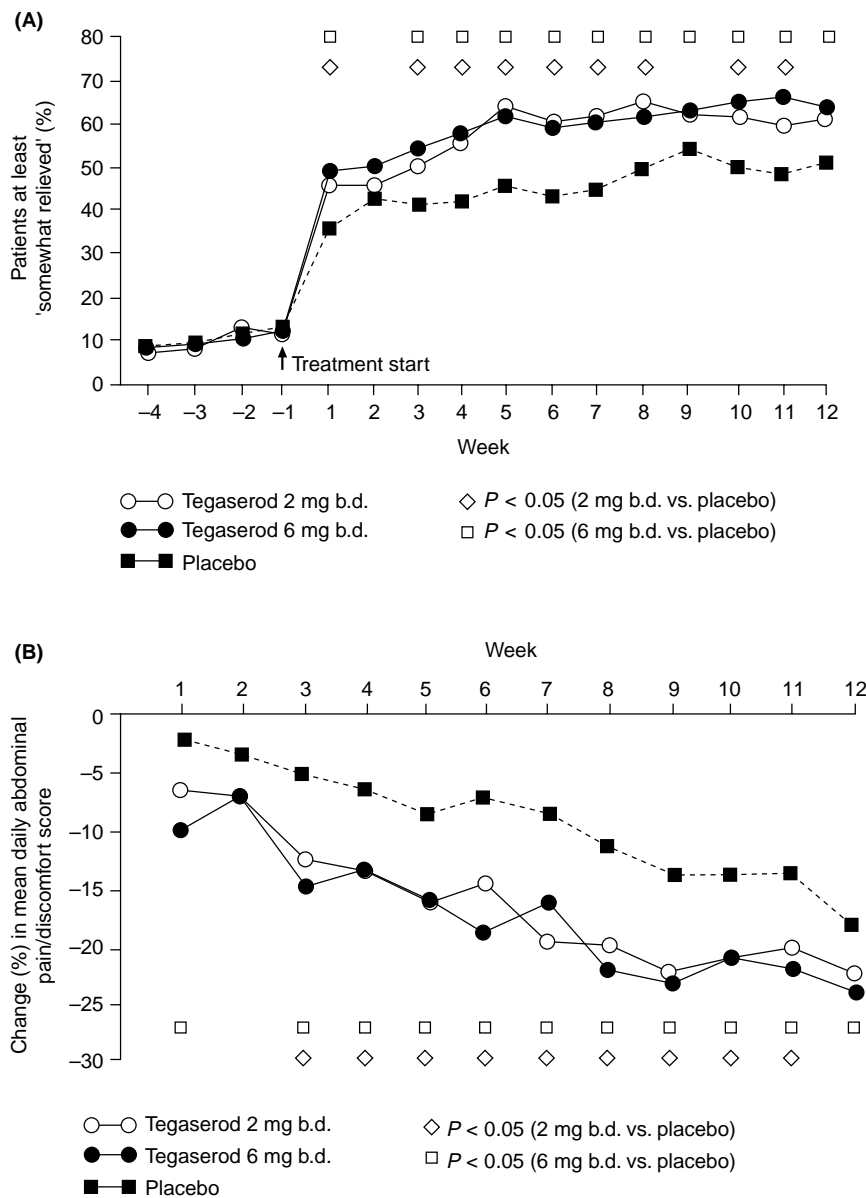 (A)
80
70
60
50
40
30
20
10
0
Patients at least
'somewhat relieved' (%)
Treatment start
–4 –3 –2 –1 1 2 3 4 5 6 7 8 9 10 11 12
Week
Tegaserod 2 mg b.d.
P < 0.05 (2 mg b.d. vs. placebo)
Tegaserod 6 mg b.d.
P < 0.05 (6 mg b.d. vs. placebo)
Placebo
(B)
Week
1 2 3 4 5 6 7 8 9 10 11 12
0
–5
–10
–15
–20
–25
–30
Change (%) in mean daily abdominal
pain/discomfort score
Tegaserod 2 mg b.d.
P < 0.05 (2 mg b.d. vs. placebo)
Tegaserod 6 mg b.d.
P < 0.05 (6 mg b.d. vs. placebo)
Placebo